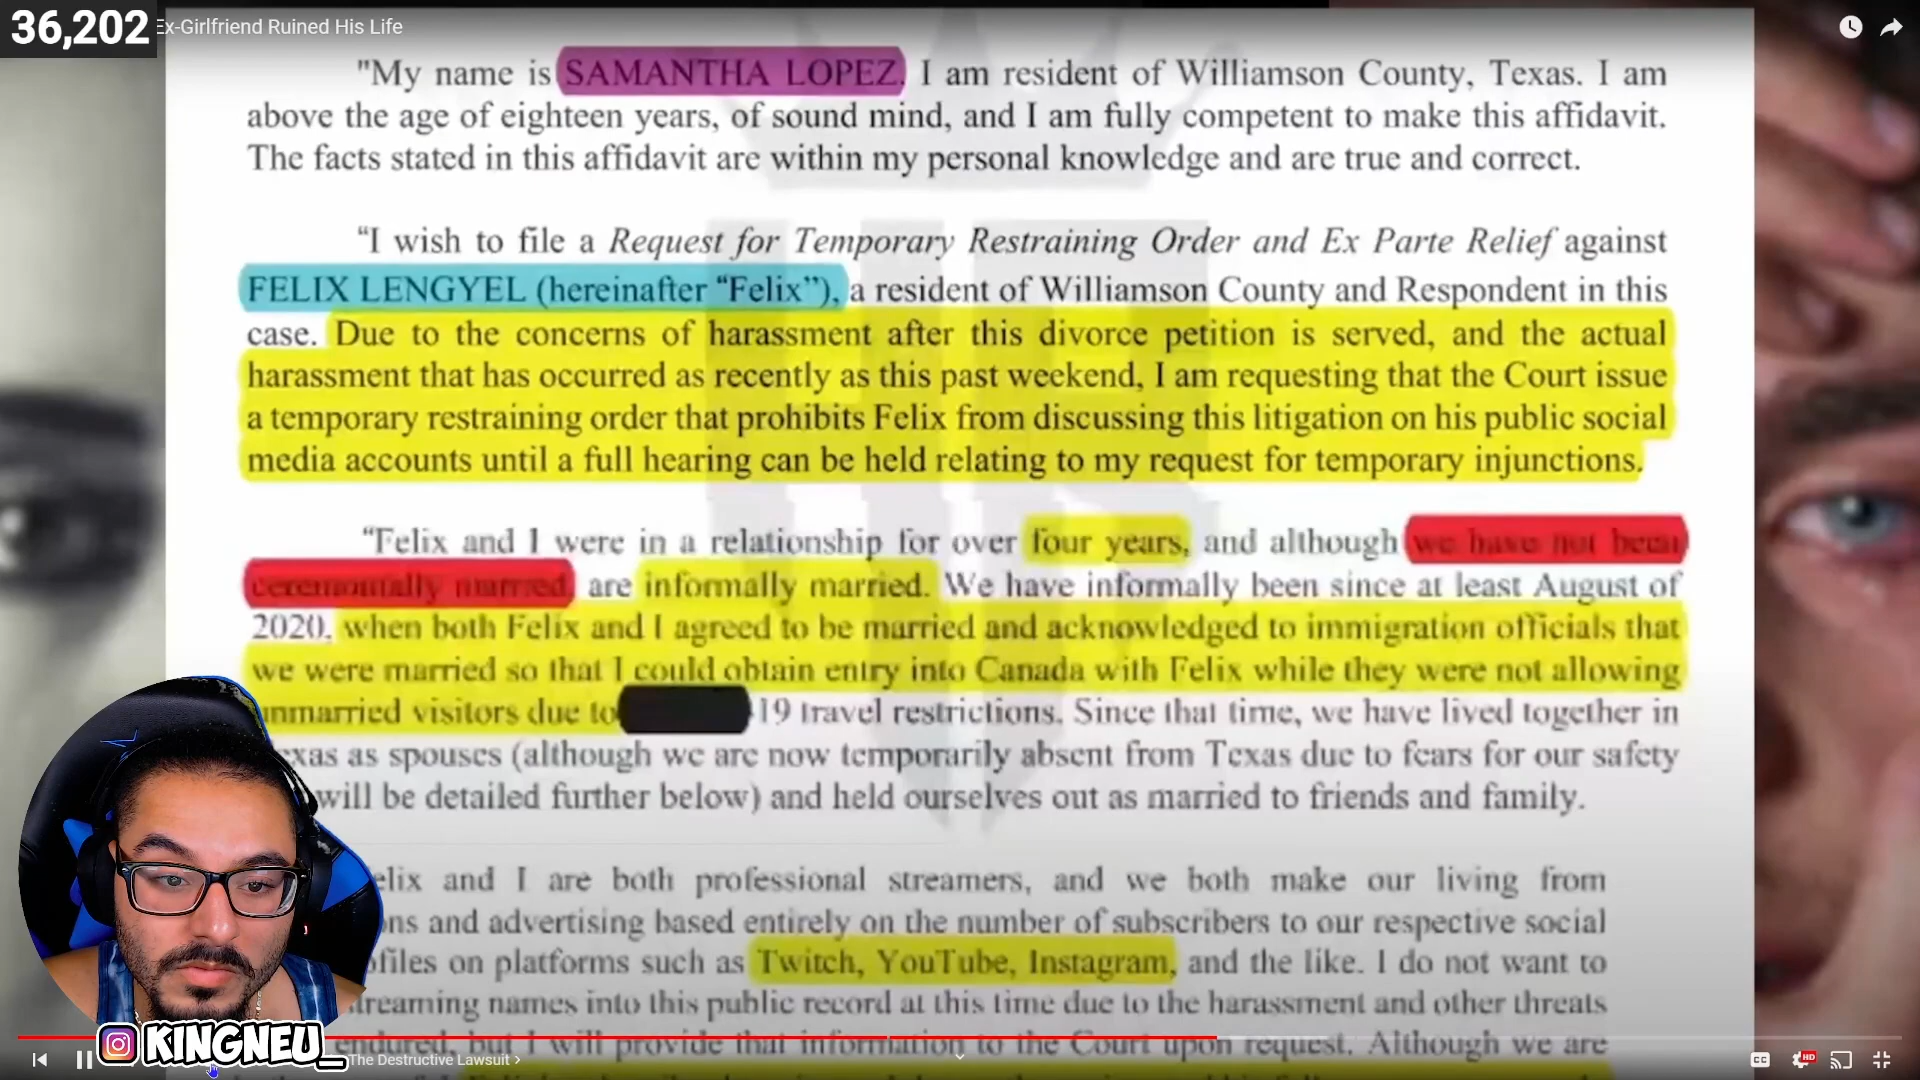 36,202
Ex-Girlfriend Ruined His Life
"My name is SAMANTHA LOPEZ. I am resident of Williamson County, Texas. I am
above the age of eighteen years, of sound mind, and I am fully competent to make this affidavit.
The facts stated in this affidavit are within my personal knowledge and are true and correct.
“I wish to file a Request for Temporary Restraining Order and Ex Parte Relief against
FELIX LENGYEL (hereinafter “Felix”), a resident of Williamson County and Respondent in this
case. Due to the concerns of harassment after this divorce petition is served, and the actual
harassment that has occurred as recently as this past weekend, I am requesting that the Court issue
a temporary restraining order that prohibits Felix from discussing this litigation on his public social
media accounts until a full hearing can be held relating to my request for temporary injunctions.
“Felix and I were in a relationship for over four years, and although we have not been
ceremonially married, are informally married. We have informally been since at least August of
2020, when both Felix and I agreed to be married and acknowledged to immigration officials that
we were married so that I could obtain entry into Canada with Felix while they were not allowing
unmarried visitors due to 19 travel restrictions. Since that time, we have lived together in
exas as spouses (although we are now temporarily absent from Texas due to fears for our safety
will be detailed further below) and held ourselves out as married to friends and family.
elix and I are both professional streamers, and we both make our living from
ns and advertising based entirely on the number of subscribers to our respective social
ofiles on platforms such as Twitch, YouTube, Instagram, and the like. I do not want to
treaming names into this public record at this time due to the harassment and other threats
endured, but I will provide that information to the Court upon request. Although we are
KINGNEU_
The Destructive Lawsuit
CC
HD